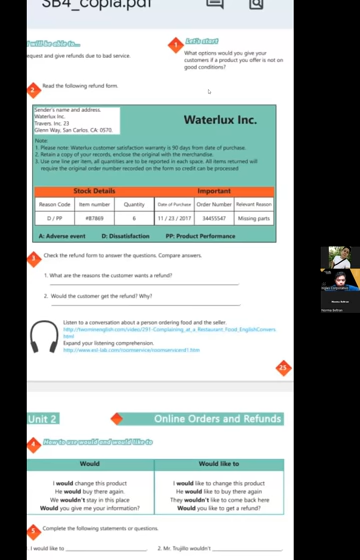 SB4_copia.pdf
I will be able to...
equest and give refunds due to bad service.
1. Let's start
What options would you give your
customers if a product you offer is not on
good conditions?
2. Read the following refund form.
Sender's name and address.
Waterlux Inc.
Travers. Inc. 23
Glenn Way, San Carlos, CA: 0570.
Waterlux Inc.
Note:
1. Please note: Waterlux customer satisfaction warranty is 90 days from date of purchase.
2. Retain a copy of your records, enclose the original with the merchandise.
3. Use one line per item, all quantities are to be reported in each space. All items returned will
require the original order number recorded on the form so credit can be processed
Stock Details Important
Reason Code Item number Quantity Date of Purchase Order Number Relevant Reason
D / PP #B7869 6 11 / 23 / 2017 34455547 Missing parts
A: Adverse event D: Dissatisfaction PP: Product Performance
3. Check the refund form to answer the questions. Compare answers.
1. What are the reasons the customer wants a refund?
2. Would the customer get the refund? Why?
Listen to a conversation about a person ordering food and the seller.
Expand your listening comprehension.
25
Unit 2 Online Orders and Refunds
4. How to use would and would like to
Would Would like to
I would change this product I would like to change this product
He would buy there again He would like to buy there again
We wouldn't stay in this place They wouldn't like to come back here
Would you give me your information? Would you like to get a refund?
5. Complete the following statements or questions.
I would like to 2. Mr. Trujillo wouldn't